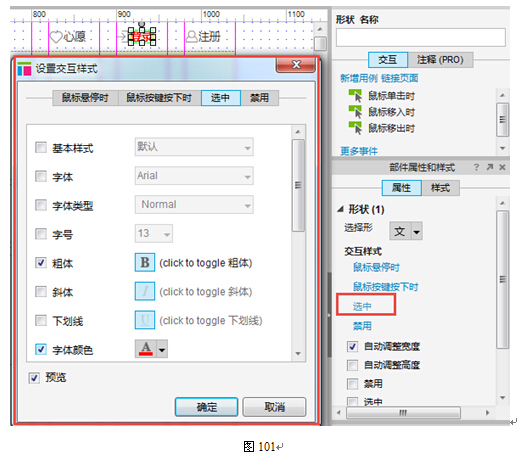 800 900 1000 1100
心愿 登录 注册
设置交互样式
鼠标悬停时 鼠标按键按下时 选中 禁用
基本样式 默认
字体 Arial
字体类型 Normal
字号 13
粗体 B (click to toggle 粗体)
斜体 I (click to toggle 斜体)
下划线 U (click to toggle 下划线)
字体颜色 A
预览
确定 取消
形状 名称
交互 注释 (PRO)
新增用例 链接页面
鼠标单击时
鼠标移入时
鼠标移出时
更多事件
部件属性和样式 ?
属性 样式
形状 (1)
选择形 文
交互样式
鼠标悬停时
鼠标按键按下时
选中
禁用
自动调整宽度
自动调整高度
禁用
选中
图 101